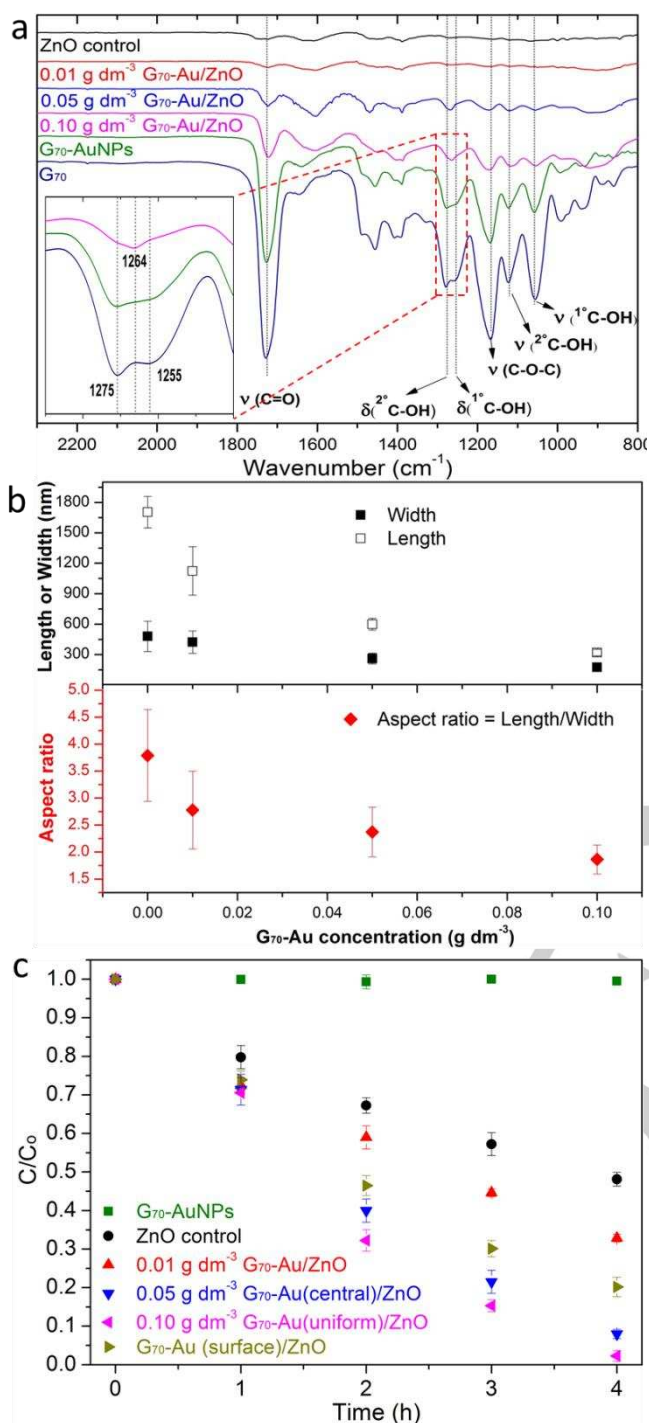 a
ZnO control
0.01 g dm⁻³ G₇₀-Au/ZnO
0.05 g dm⁻³ G₇₀-Au/ZnO
0.10 g dm⁻³ G₇₀-Au/ZnO
G₇₀-AuNPs
G₇₀
1264
1275
1255
ν (C=O)
δ(²°C-OH)
δ(¹°C-OH)
ν (C-O-C)
ν (²°C-OH)
ν (¹°C-OH)
2200 2000 1800 1600 1400 1200 1000 800
Wavenumber (cm⁻¹)
b
Length or Width (nm)
1800
1500
1200
900
600
300
Width
Length
Aspect ratio
5.0
4.5
4.0
3.5
3.0
2.5
2.0
1.5
Aspect ratio = Length/Width
0.00 0.02 0.04 0.06 0.08 0.10
G₇₀-Au concentration (g dm⁻³)
c
C/C₀
1.0
0.9
0.8
0.7
0.6
0.5
0.4
0.3
0.2
0.1
0.0
G₇₀-AuNPs
ZnO control
0.01 g dm⁻³ G₇₀-Au/ZnO
0.05 g dm⁻³ G₇₀-Au(central)/ZnO
0.10 g dm⁻³ G₇₀-Au(uniform)/ZnO
G₇₀-Au (surface)/ZnO
0 1 2 3 4
Time (h)